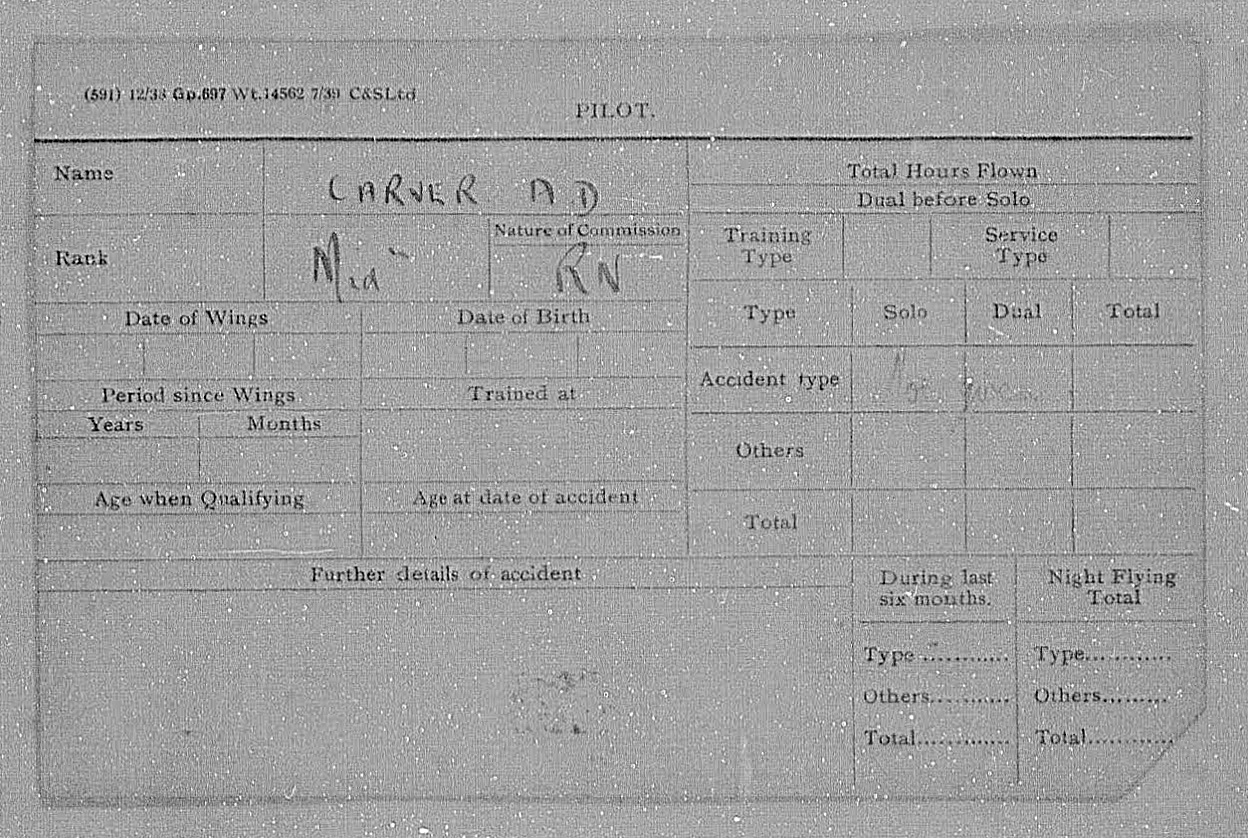 (591) 12/38 Gp.697 Wt.14562 7/39 C&S Ltd
PILOT.
Name
CARVER A D
Rank
Mid
Nature of Commission
RN
Date of Wings
Date of Birth
Period since Wings
Trained at
Years
Months
Age when Qualifying
Age at date of accident
Total Hours Flown
Dual before Solo
Training Type
Service Type
Type Solo Dual Total
Accident type
Others
Total
Further details of accident
During last six months.
Night Flying Total
Type............ Type............
Others.......... Others.........
Total............. Total............